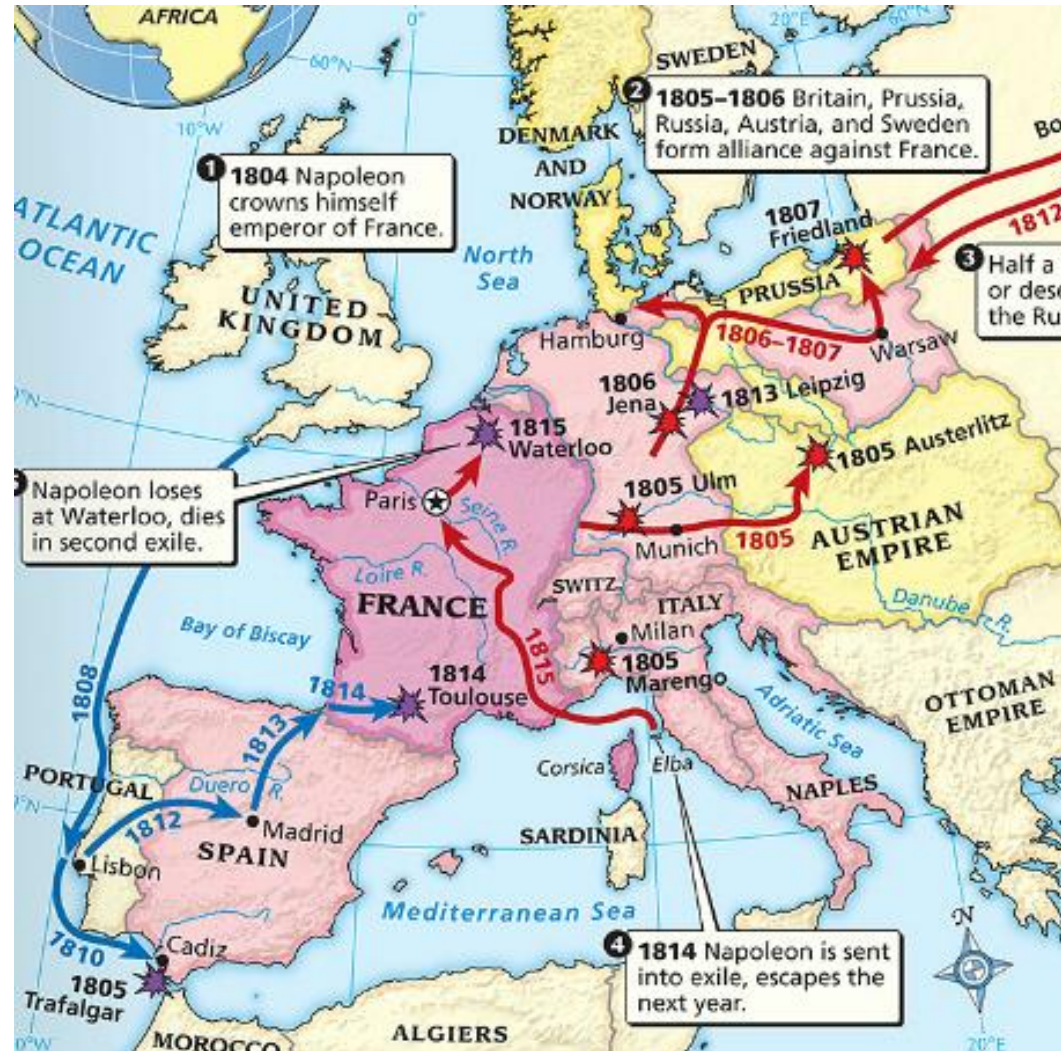 AFRICA
0°
20°E
60°N
60°N
10°W
SWEDEN
2 1805–1806 Britain, Prussia,
Russia, Austria, and Sweden
form alliance against France.
DENMARK
AND
NORWAY
1 1804 Napoleon
crowns himself
emperor of France.
ATLANTIC
OCEAN
North
Sea
1807
Friedland
1812
3 Half a
or dese
the Ru
UNITED
KINGDOM
PRUSSIA
Hamburg
1806–1807
Warsaw
1806
Jena
1813 Leipzig
1815
Waterloo
1805 Austerlitz
Napoleon loses
at Waterloo, dies
in second exile.
Paris
Seine R.
1805 Ulm
Munich
1805
AUSTRIAN
EMPIRE
Loire R.
FRANCE
SWITZ
ITALY
Danube R.
Bay of Biscay
Milan
1815
1805
Marengo
1808
1814
1814
Toulouse
OTTOMAN
EMPIRE
Adriatic Sea
1813
Corsica
Elba
PORTUGAL
Duero R.
NAPLES
1812
Madrid
SARDINIA
SPAIN
Lisbon
Mediterranean Sea
N
1810
Cadiz
4 1814 Napoleon is sent
into exile, escapes the
next year.
1805
Trafalgar
MOROCCO
ALGIERS
20°E